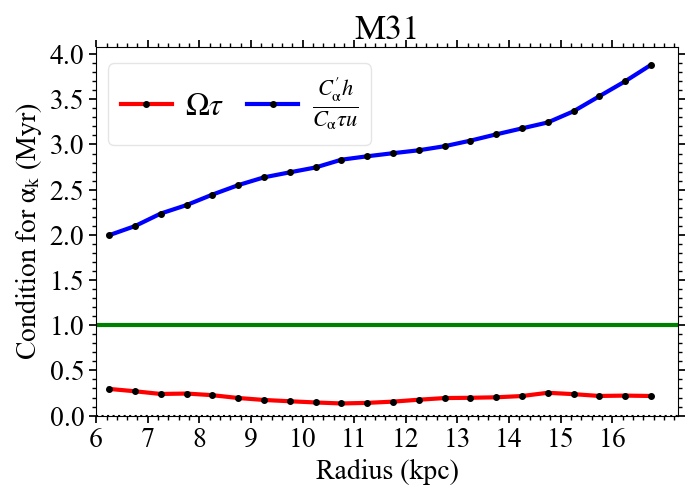 M31
4.0
3.5
3.0
2.5
2.0
1.5
1.0
0.5
0.0
Condition for αk (Myr)
Ωτ
C′αh / Cατu
6 7 8 9 10 11 12 13 14 15 16
Radius (kpc)